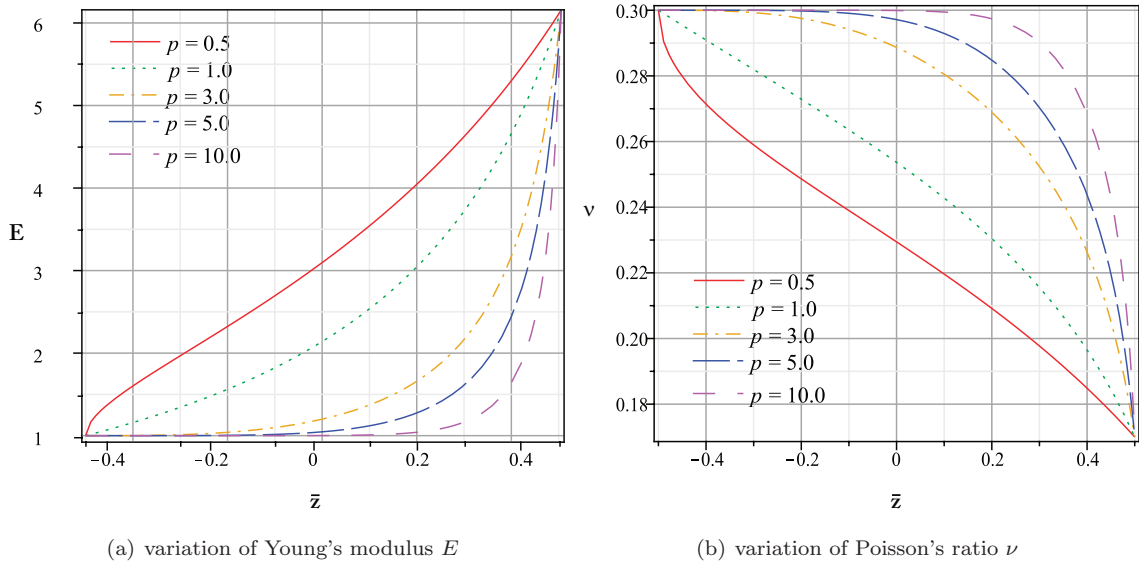 6
5
4
3
2
1
E
p = 0.5
p = 1.0
p = 3.0
p = 5.0
p = 10.0
−0.4 −0.2 0 0.2 0.4
z̄
(a) variation of Young's modulus E
0.30
0.28
0.26
0.24
0.22
0.20
0.18
ν
p = 0.5
p = 1.0
p = 3.0
p = 5.0
p = 10.0
−0.4 −0.2 0 0.2 0.4
z̄
(b) variation of Poisson's ratio ν